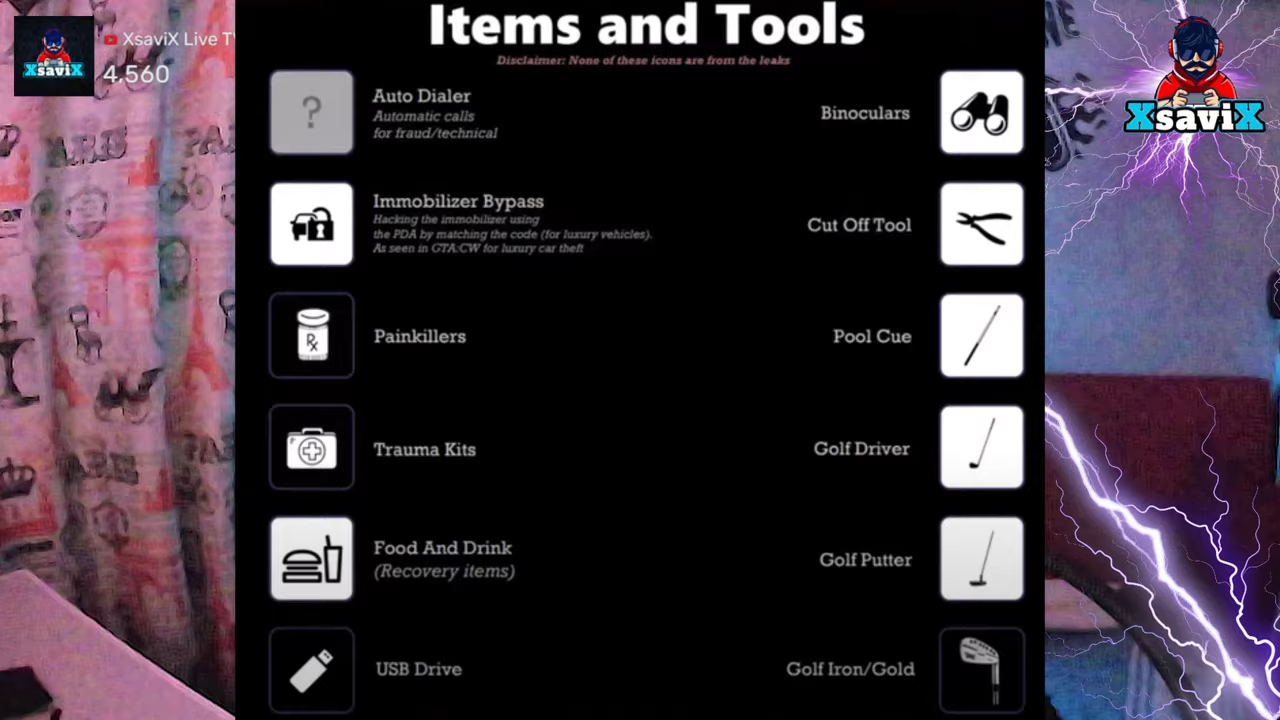 XsaviX Live T
4,560
XsaviX
XsaviX
Items and Tools
Disclaimer: None of these icons are from the leaks
?
Auto Dialer
Automatic calls
for fraud/technical
Binoculars
Immobilizer Bypass
Hacking the immobilizer using
the PDA by matching the code (for luxury vehicles).
As seen in GTA:CW for luxury car theft
Cut Off Tool
Rx
Painkillers
Pool Cue
Trauma Kits
Golf Driver
Food And Drink
(Recovery items)
Golf Putter
USB Drive
Golf Iron/Gold
PARIS